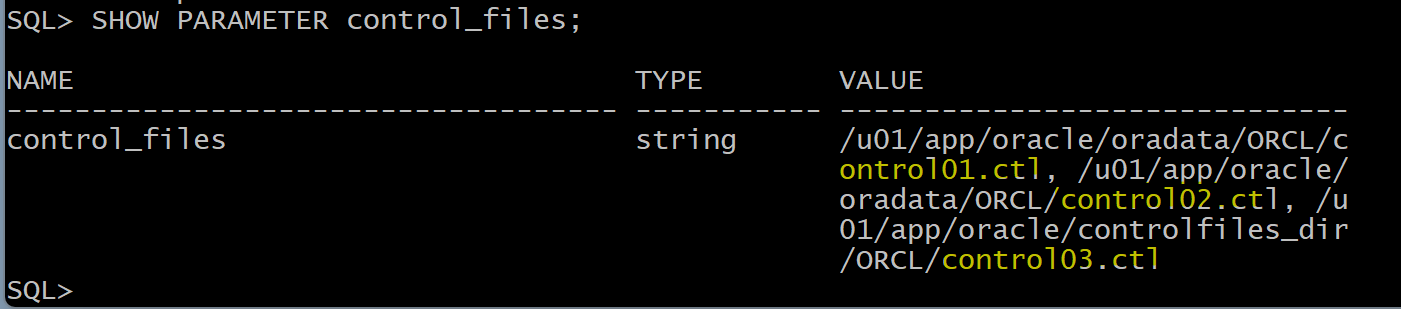 SQL> SHOW PARAMETER control_files;
NAME TYPE VALUE
------------------------------------ ----------- ------------------------------
control_files string /u01/app/oracle/oradata/ORCL/c
ontrol01.ctl, /u01/app/oracle/
oradata/ORCL/control02.ctl, /u
01/app/oracle/controlfiles_dir
/ORCL/control03.ctl
SQL>